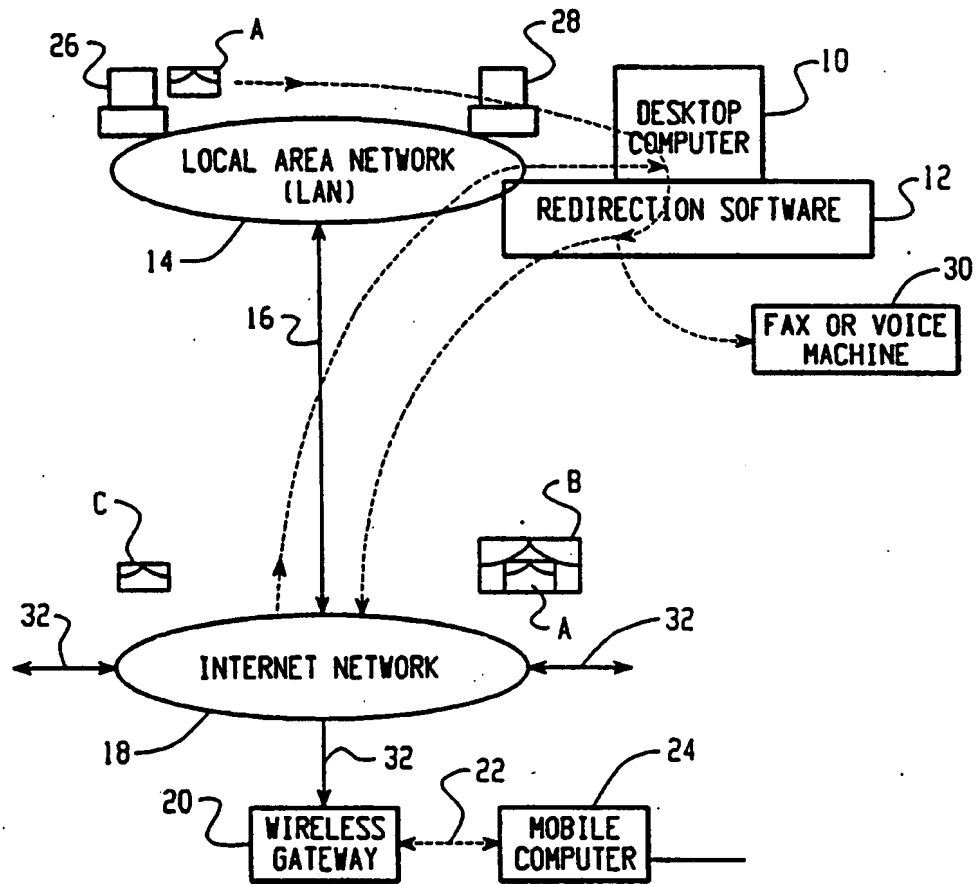 26
A
28
10
DESKTOP
COMPUTER
LOCAL AREA NETWORK
(LAN)
12
REDIRECTION SOFTWARE
14
30
16
FAX OR VOICE
MACHINE
C
B
A
32
32
INTERNET NETWORK
18
32
22
24
20
WIRELESS
GATEWAY
MOBILE
COMPUTER